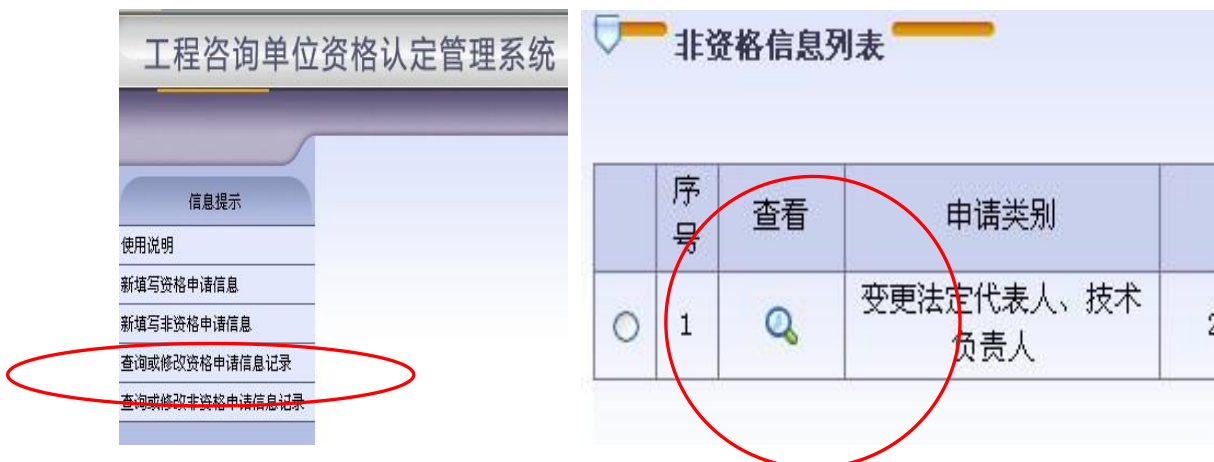 工程咨询单位资格认定管理系统
信息提示
使用说明
新填写资格申请信息
新填写非资格申请信息
查询或修改资格申请信息记录
查询或修改非资格申请信息记录
非资格信息列表
序号
查看
申请类别
1
变更法定代表人、技术
负责人
2